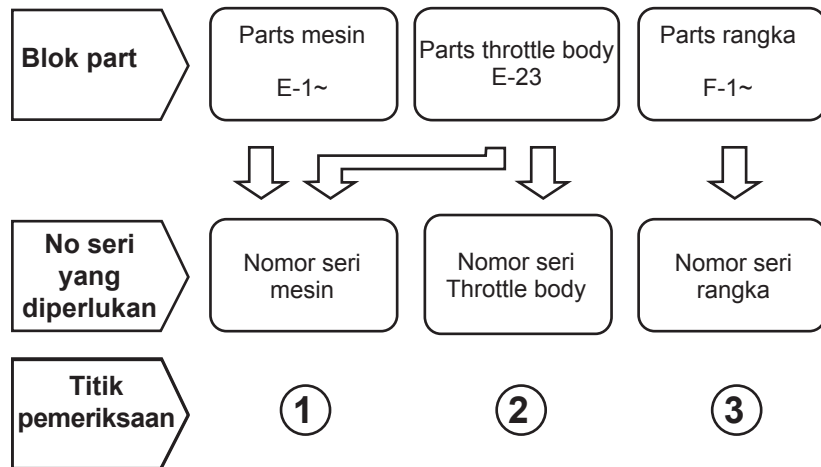 Blok part
Parts mesin
E-1~
Parts throttle body
E-23
Parts rangka
F-1~
No seri
yang
diperlukan
Nomor seri
mesin
Nomor seri
Throttle body
Nomor seri
rangka
Titik
pemeriksaan
1
2
3